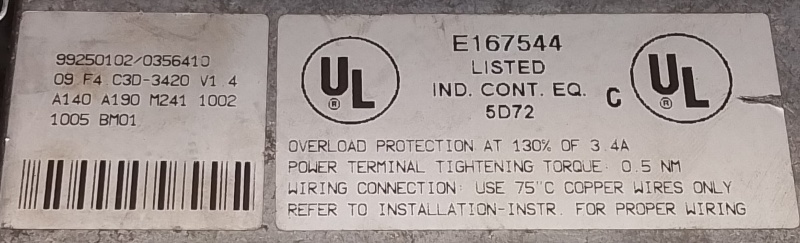 99250102/0356410
09 F4 C3D-3420 V1 4
A140 A190 M241 1002
1005 BM01
UL ®
E167544
LISTED
IND. CONT. EQ.
5D72
C UL ®
OVERLOAD PROTECTION AT 130% OF 3.4A
POWER TERMINAL TIGHTENING TORQUE: 0.5 NM
WIRING CONNECTION: USE 75°C COPPER WIRES ONLY
REFER TO INSTALLATION-INSTR. FOR PROPER WIRING